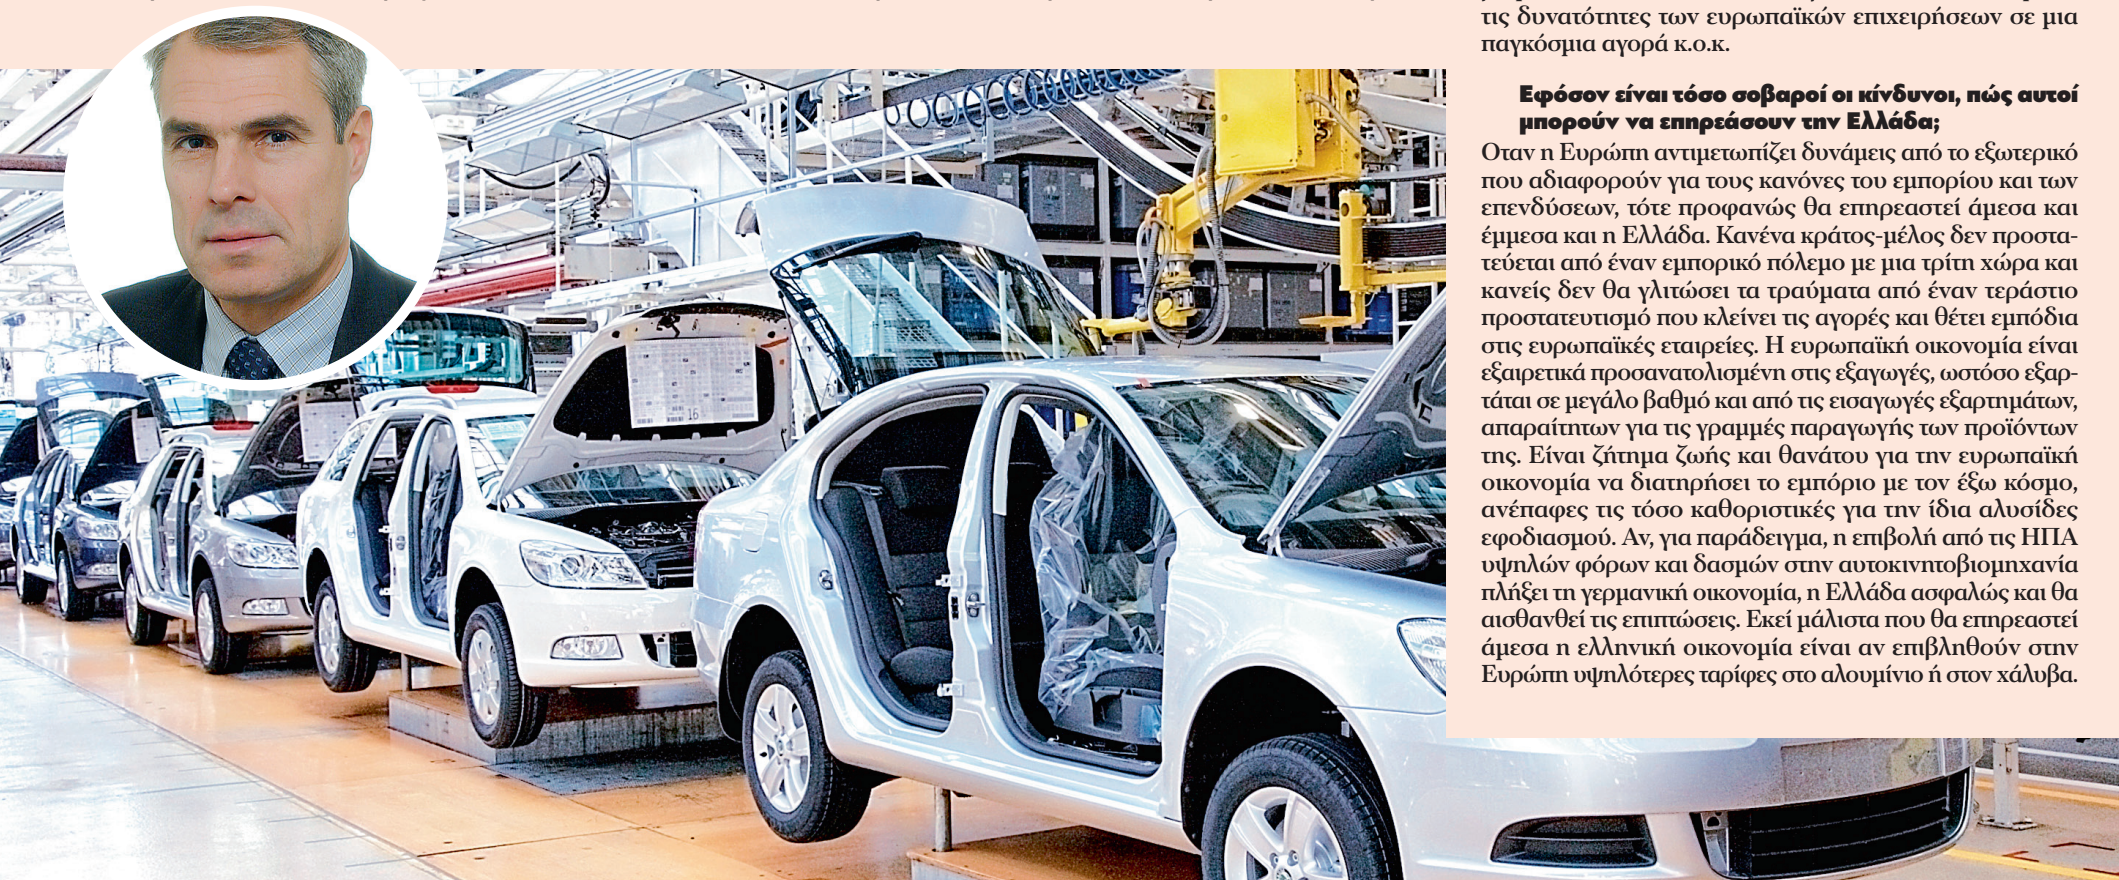 τις δυνατότητες των ευρωπαϊκών επιχειρήσεων σε μια
παγκόσμια αγορά κ.ο.κ.
Εφόσον είναι τόσο σοβαροί οι κίνδυνοι, πώς αυτοί
μπορούν να επηρεάσουν την Ελλάδα;
Οταν η Ευρώπη αντιμετωπίζει δυνάμεις από το εξωτερικό
που αδιαφορούν για τους κανόνες του εμπορίου και των
επενδύσεων, τότε προφανώς θα επηρεαστεί άμεσα και
έμμεσα και η Ελλάδα. Κανένα κράτος-μέλος δεν προστα-
τεύεται από έναν εμπορικό πόλεμο με μια τρίτη χώρα και
κανείς δεν θα γλιτώσει τα τραύματα από έναν τεράστιο
προστατευτισμό που κλείνει τις αγορές και θέτει εμπόδια
στις ευρωπαϊκές εταιρείες. Η ευρωπαϊκή οικονομία είναι
εξαιρετικά προσανατολισμένη στις εξαγωγές, ωστόσο εξαρ-
τάται σε μεγάλο βαθμό και από τις εισαγωγές εξαρτημάτων,
απαραίτητων για τις γραμμές παραγωγής των προϊόντων
της. Είναι ζήτημα ζωής και θανάτου για την ευρωπαϊκή
οικονομία να διατηρήσει το εμπόριο με τον έξω κόσμο,
ανέπαφες τις τόσο καθοριστικές για την ίδια αλυσίδες
εφοδιασμού. Αν, για παράδειγμα, η επιβολή από τις ΗΠΑ
υψηλών φόρων και δασμών στην αυτοκινητοβιομηχανία
πλήξει τη γερμανική οικονομία, η Ελλάδα ασφαλώς και θα
αισθανθεί τις επιπτώσεις. Εκεί μάλιστα που θα επηρεαστεί
άμεσα η ελληνική οικονομία είναι αν επιβληθούν στην
Ευρώπη υψηλότερες ταρίφες στο αλουμίνιο ή στον χάλυβα.
16